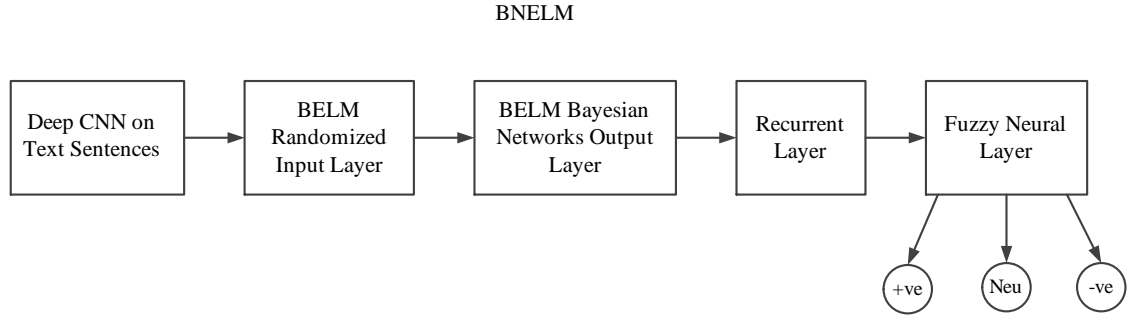 BNELM
Deep CNN on
Text Sentences
BELM
Randomized
Input Layer
BELM Bayesian
Networks Output
Layer
Recurrent
Layer
Fuzzy Neural
Layer
+ve
Neu
-ve